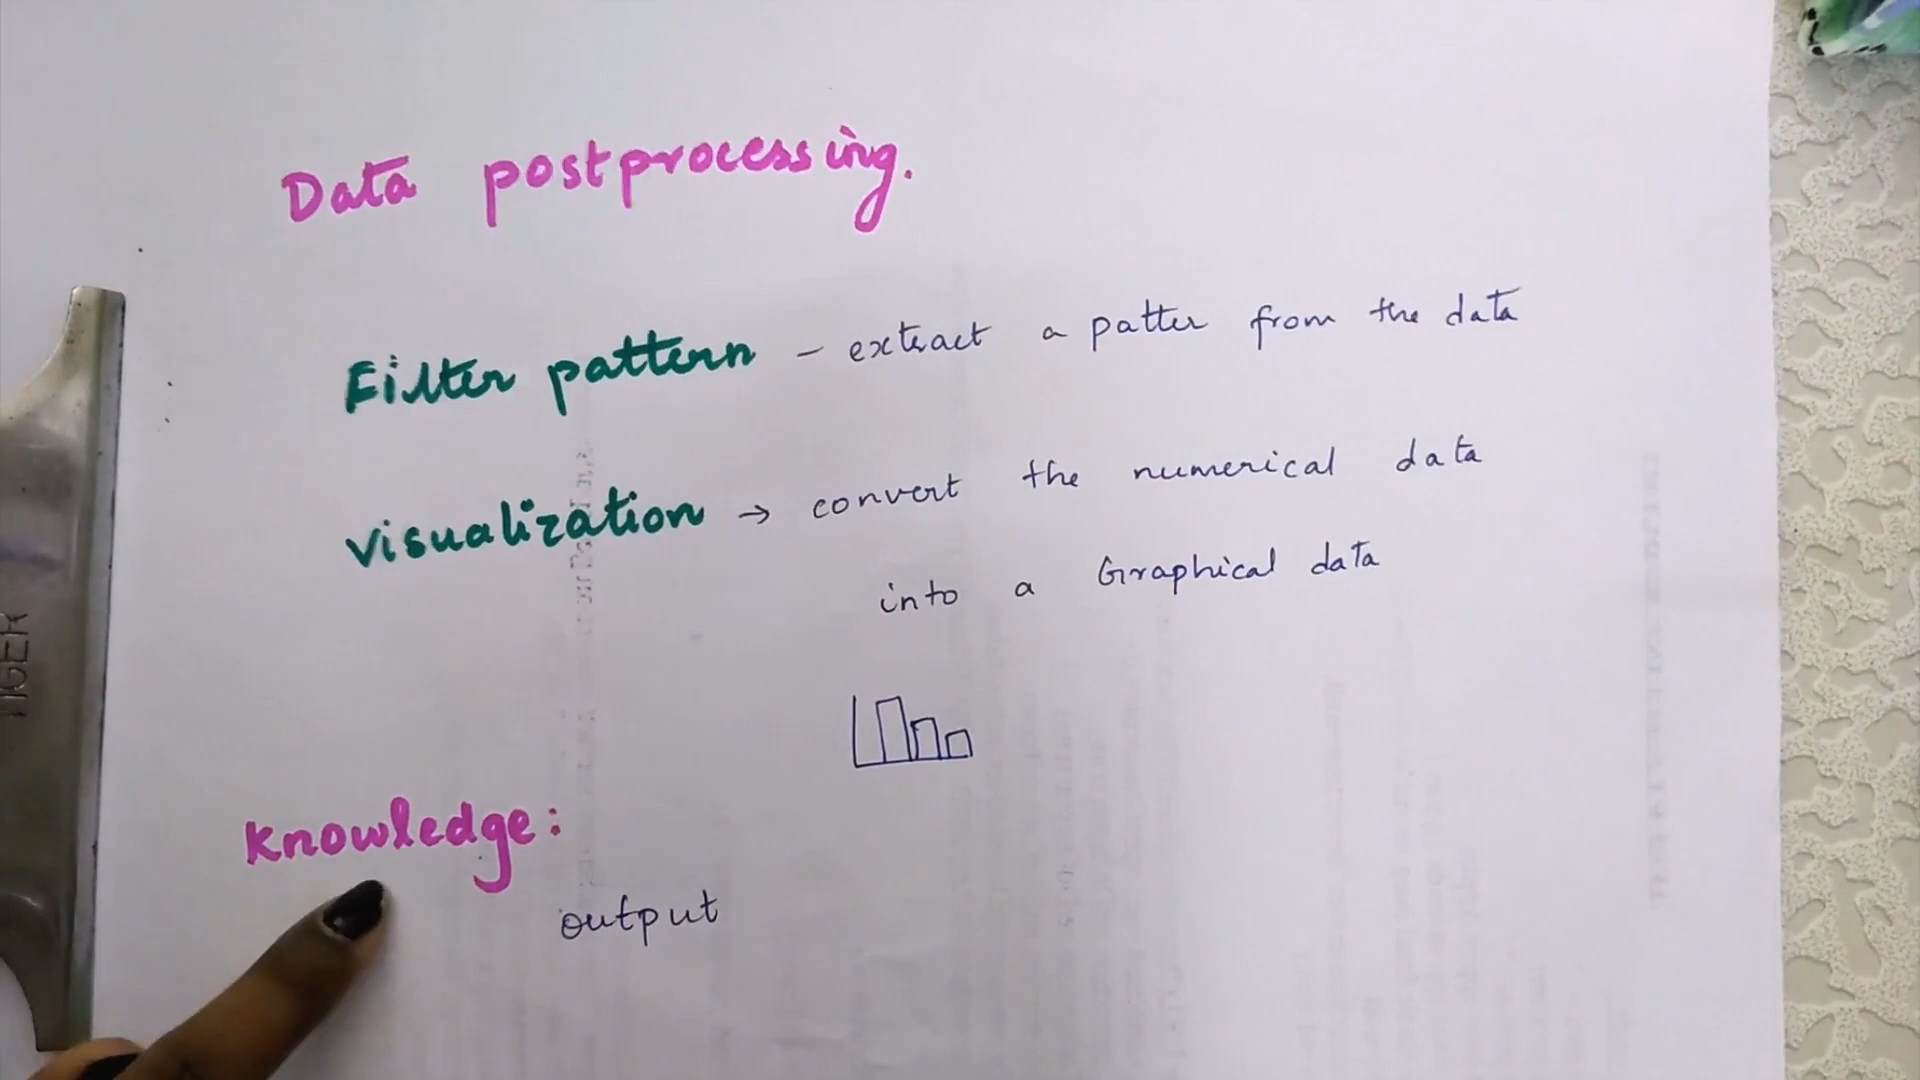 Data postprocessing.
Filter pattern – extract a patter from the data
visualization → convert the numerical data
into a Graphical data
knowledge:
output
TIGER